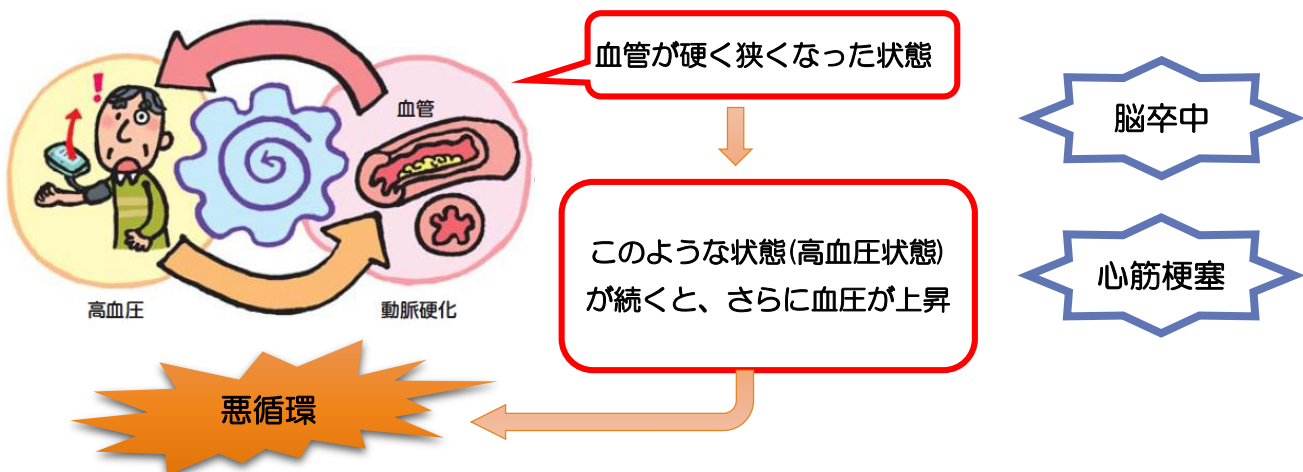 血管が硬く狭くなった状態
!
血管
脳卒中
このような状態(高血圧状態)
が続くと、さらに血圧が上昇
心筋梗塞
高血圧
動脈硬化
悪循環